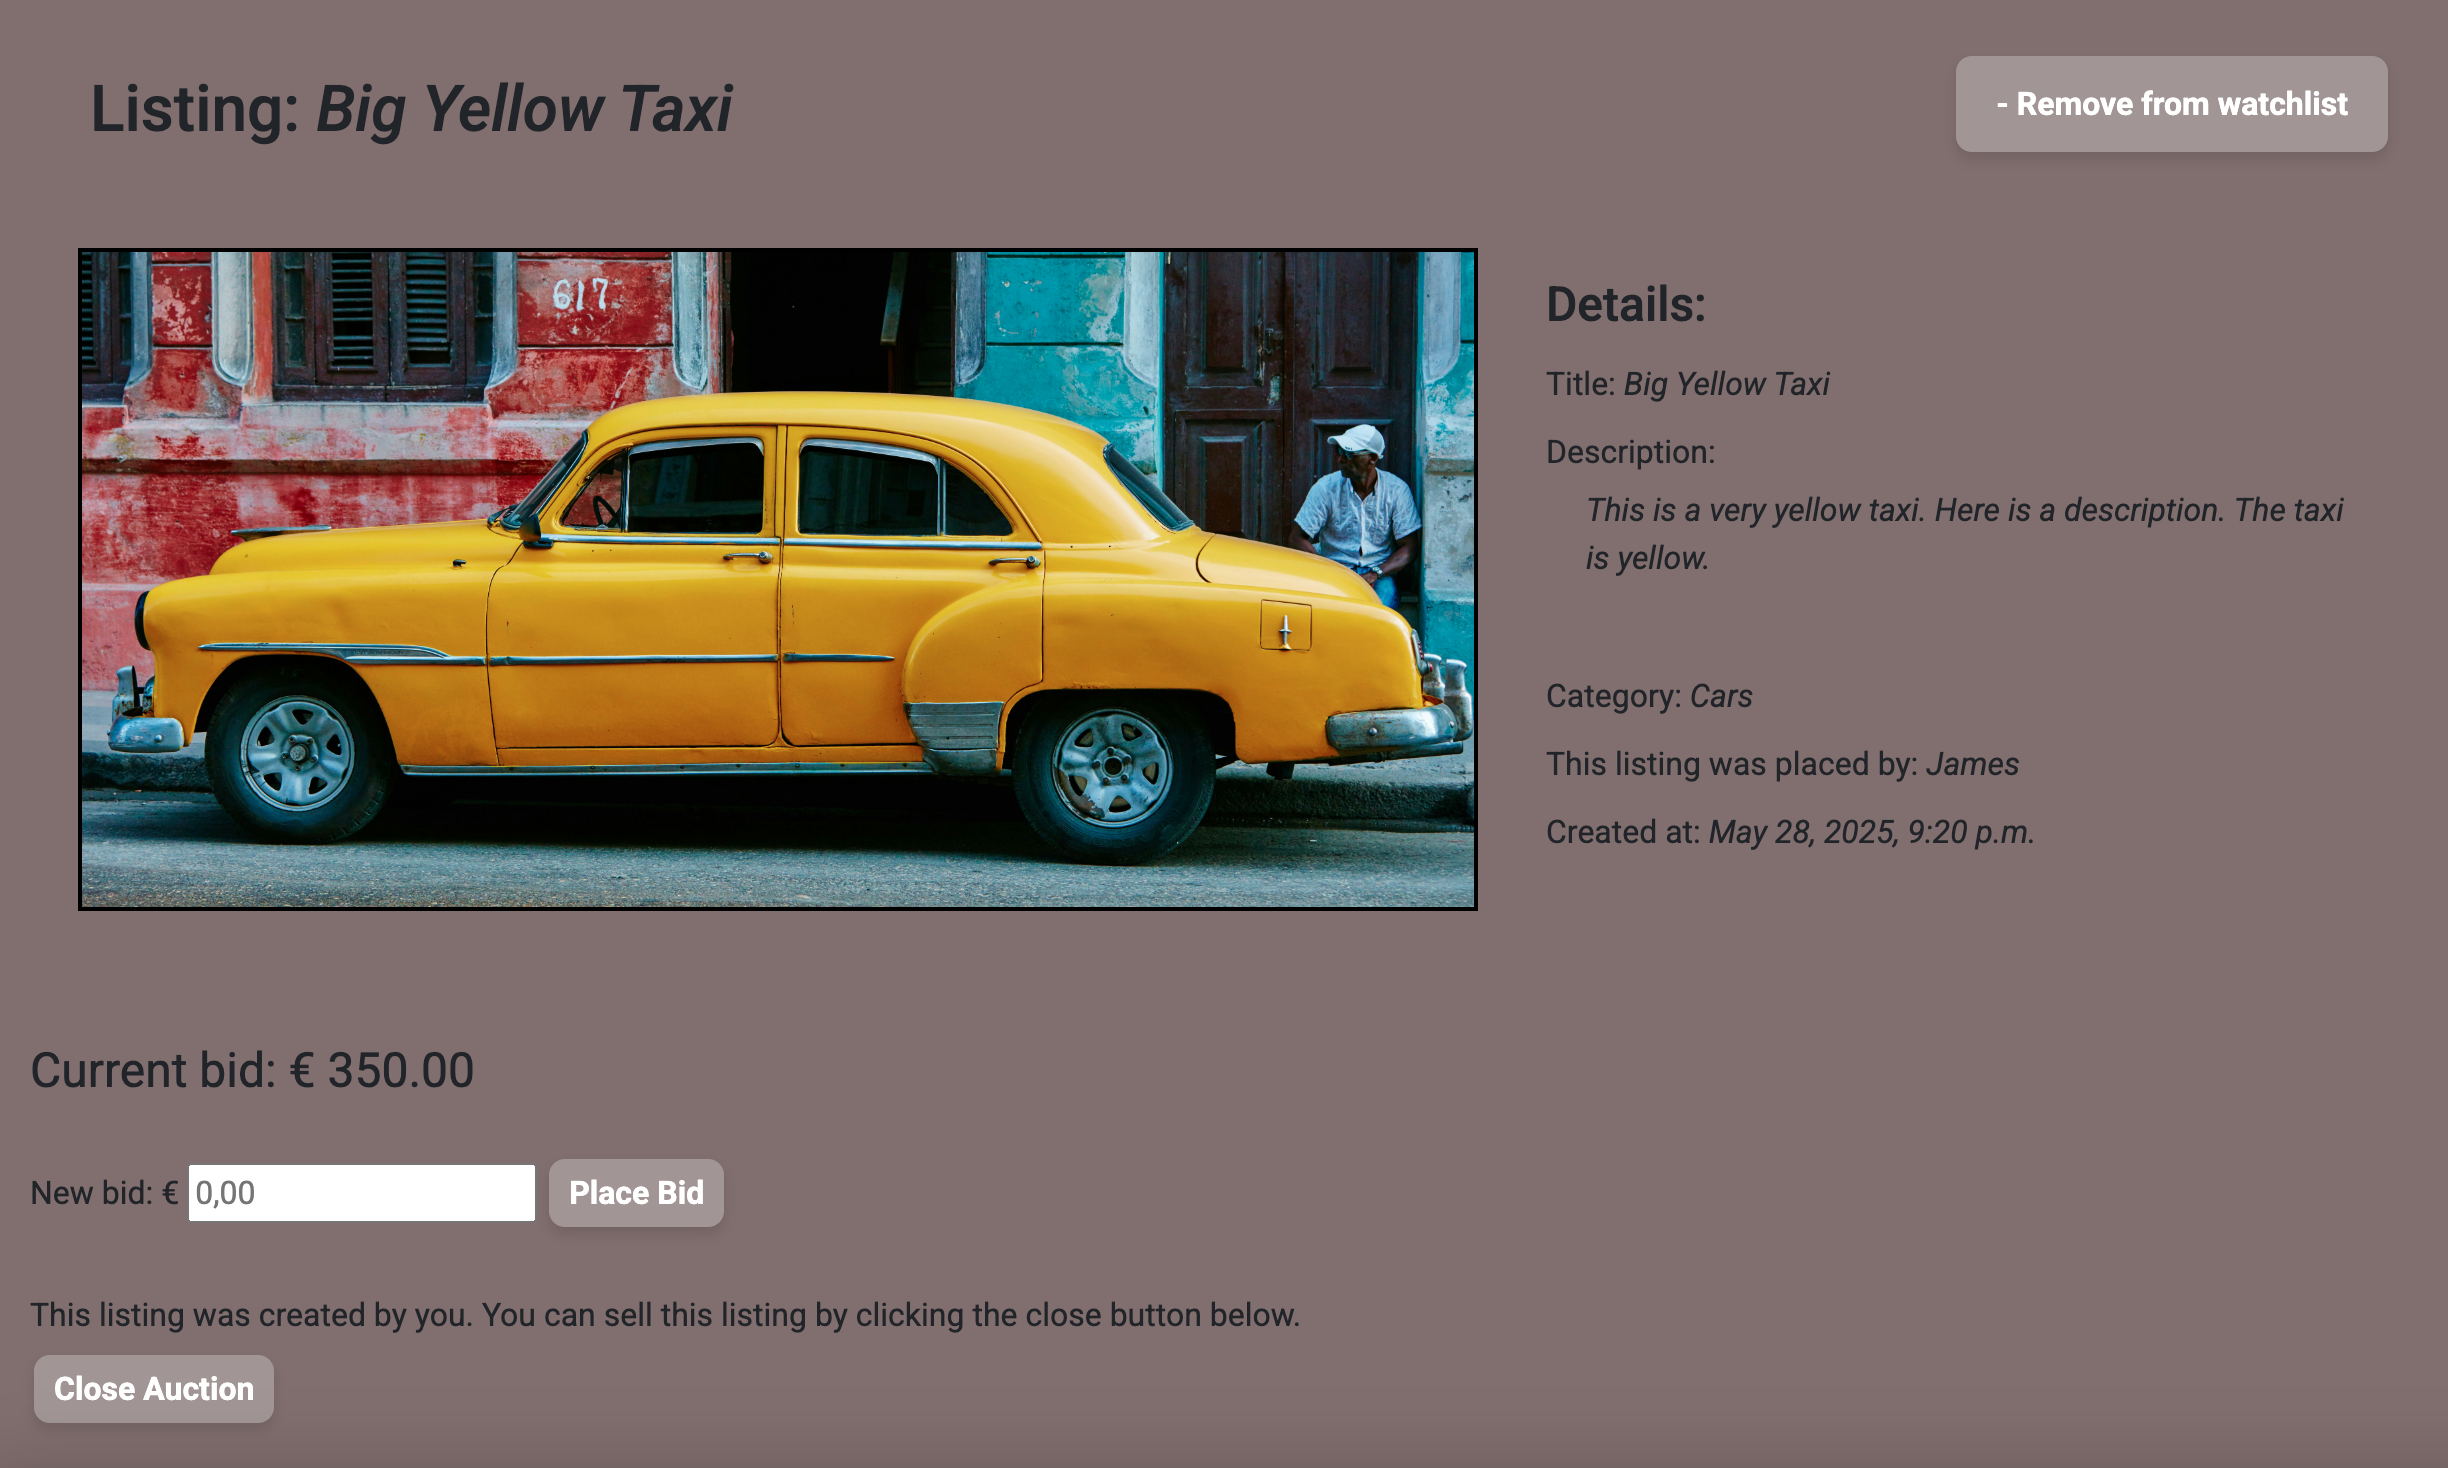 Listing: Big Yellow Taxi
- Remove from watchlist
617
Details:
Title: Big Yellow Taxi
Description:
This is a very yellow taxi. Here is a description. The taxi
is yellow.
Category: Cars
This listing was placed by: James
Created at: May 28, 2025, 9:20 p.m.
Current bid: € 350.00
New bid: € 0,00 Place Bid
This listing was created by you. You can sell this listing by clicking the close button below.
Close Auction